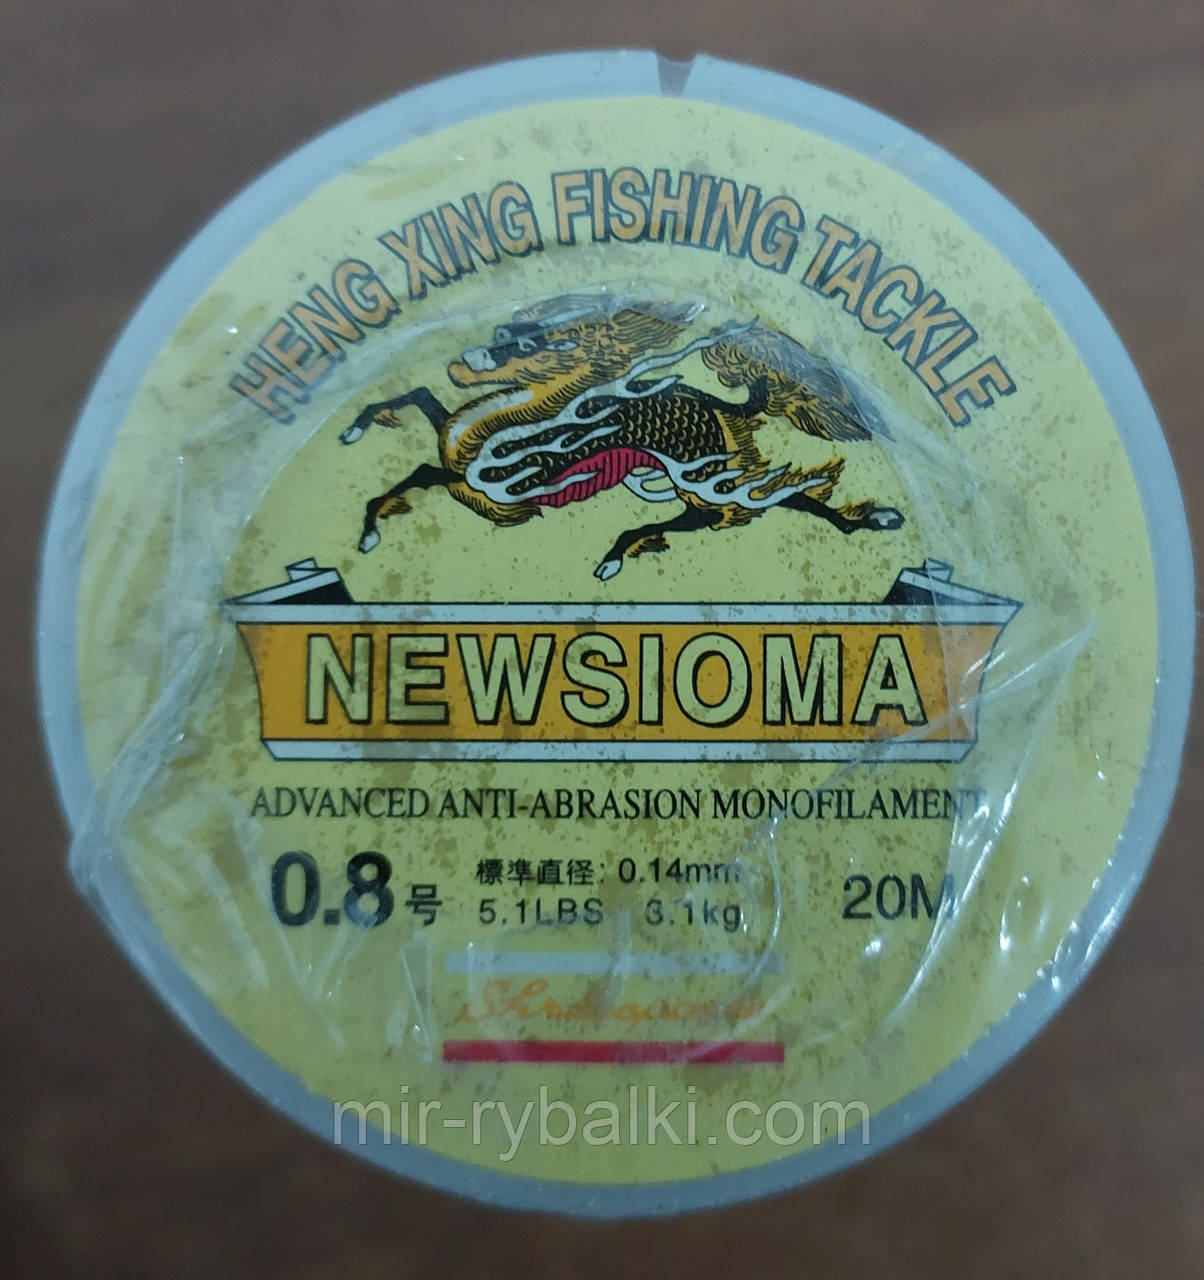 HENG XING FISHING TACKLE
NEWSIOMA
ADVANCED ANTI-ABRASION MONOFILAMENT
0.8号 標準直径: 0.14mm 20M
5.1LBS 3.1kg
mir-rybalki.com